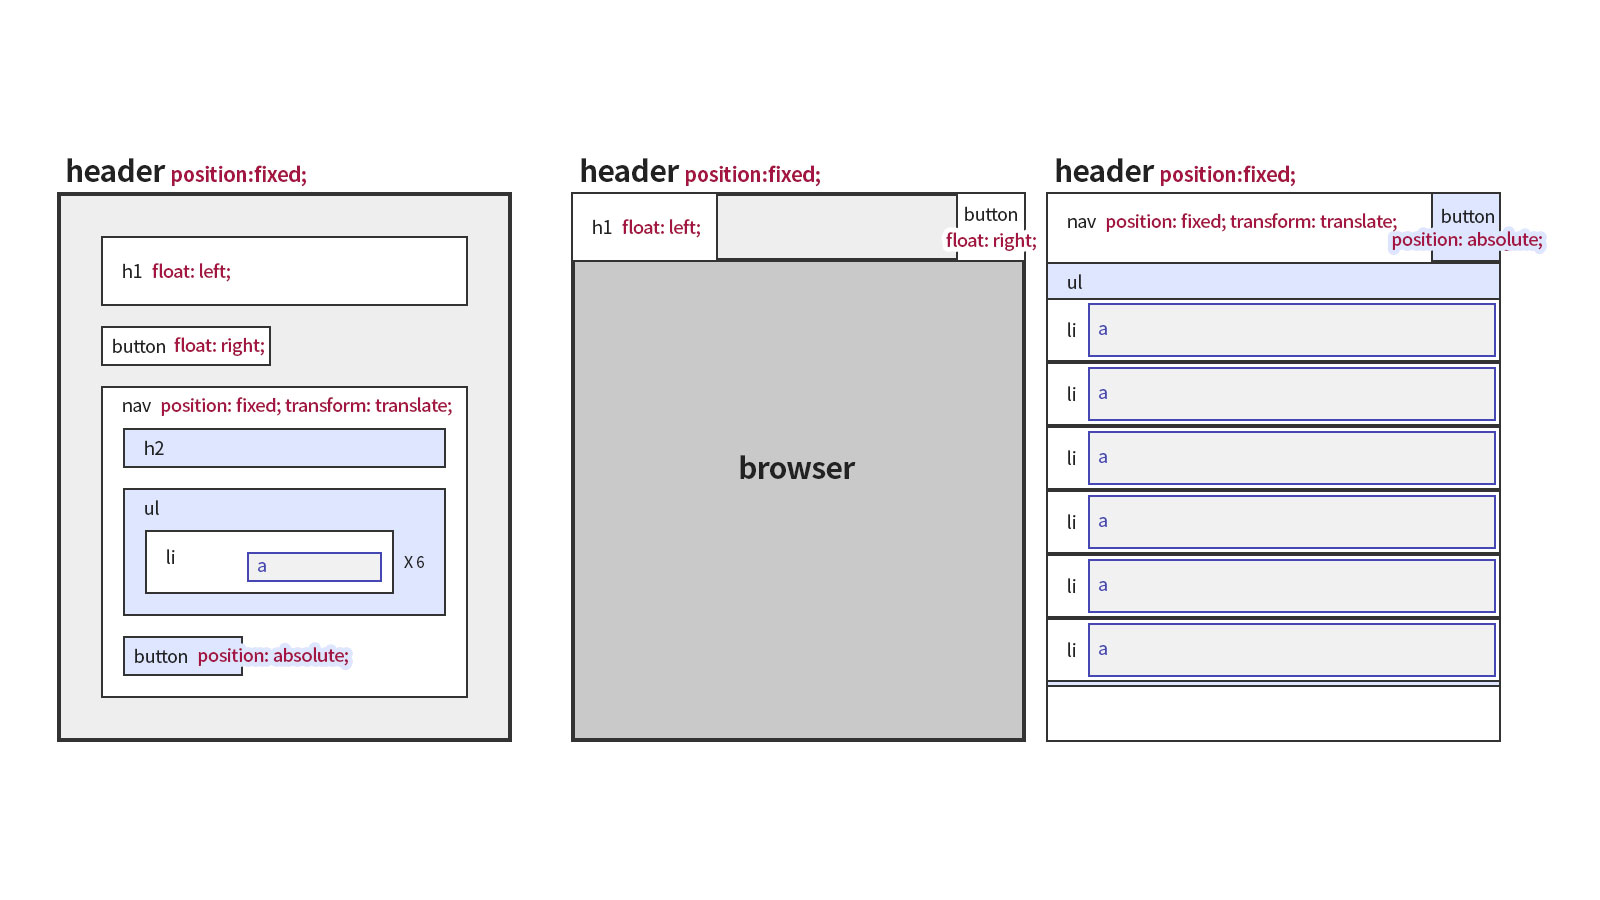 header position:fixed;
h1 float: left;
button float: right;
nav position: fixed; transform: translate;
h2
ul
li a X 6
button position: absolute;
header position:fixed;
h1 float: left;
button
float: right;
browser
header position:fixed;
nav position: fixed; transform: translate;
button
position: absolute;
ul
li a
li a
li a
li a
li a
li a